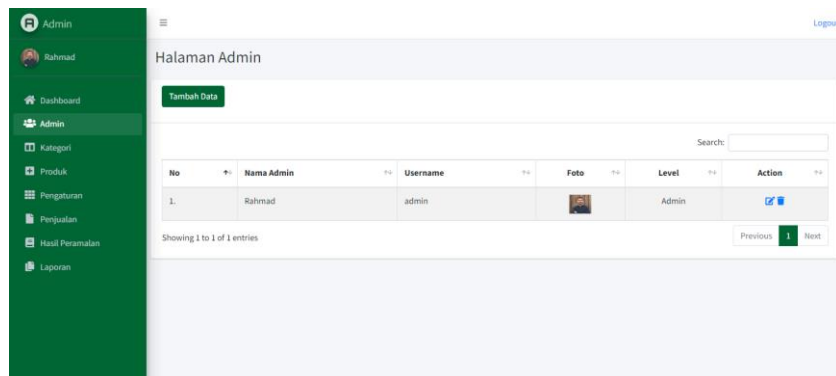 Admin
Logou
Rahmad
Halaman Admin
Dashboard
Tambah Data
Admin
Kategori
Search:
Produk
No Nama Admin Username Foto Level Action
Pengaturan
1. Rahmad admin Admin
Penjualan
Hasil Peramalan
Showing 1 to 1 of 1 entries
Previous 1 Next
Laporan